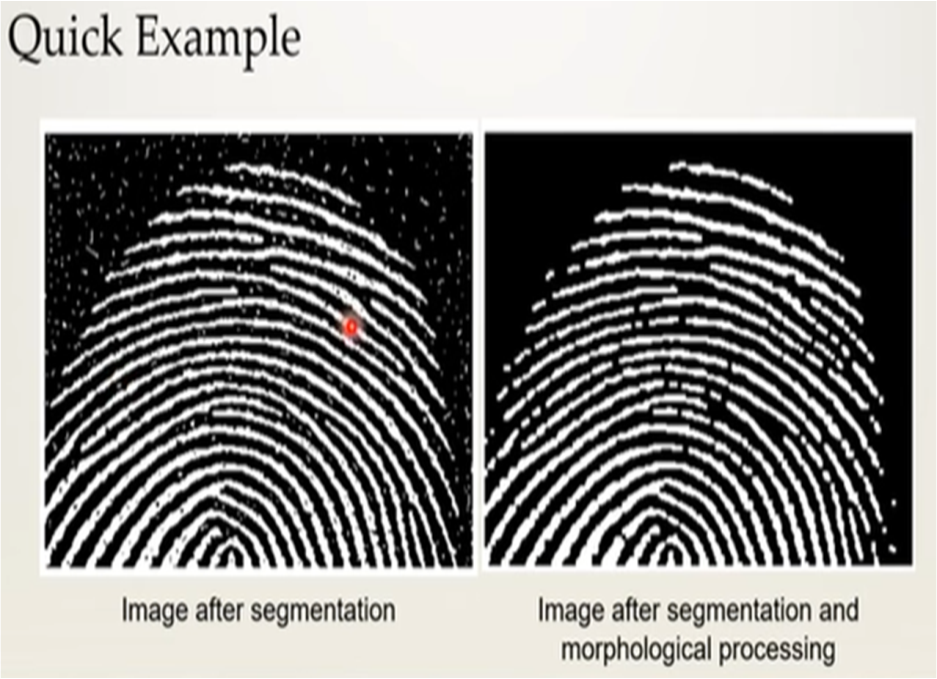 Quick Example
Image after segmentation
Image after segmentation and
morphological processing